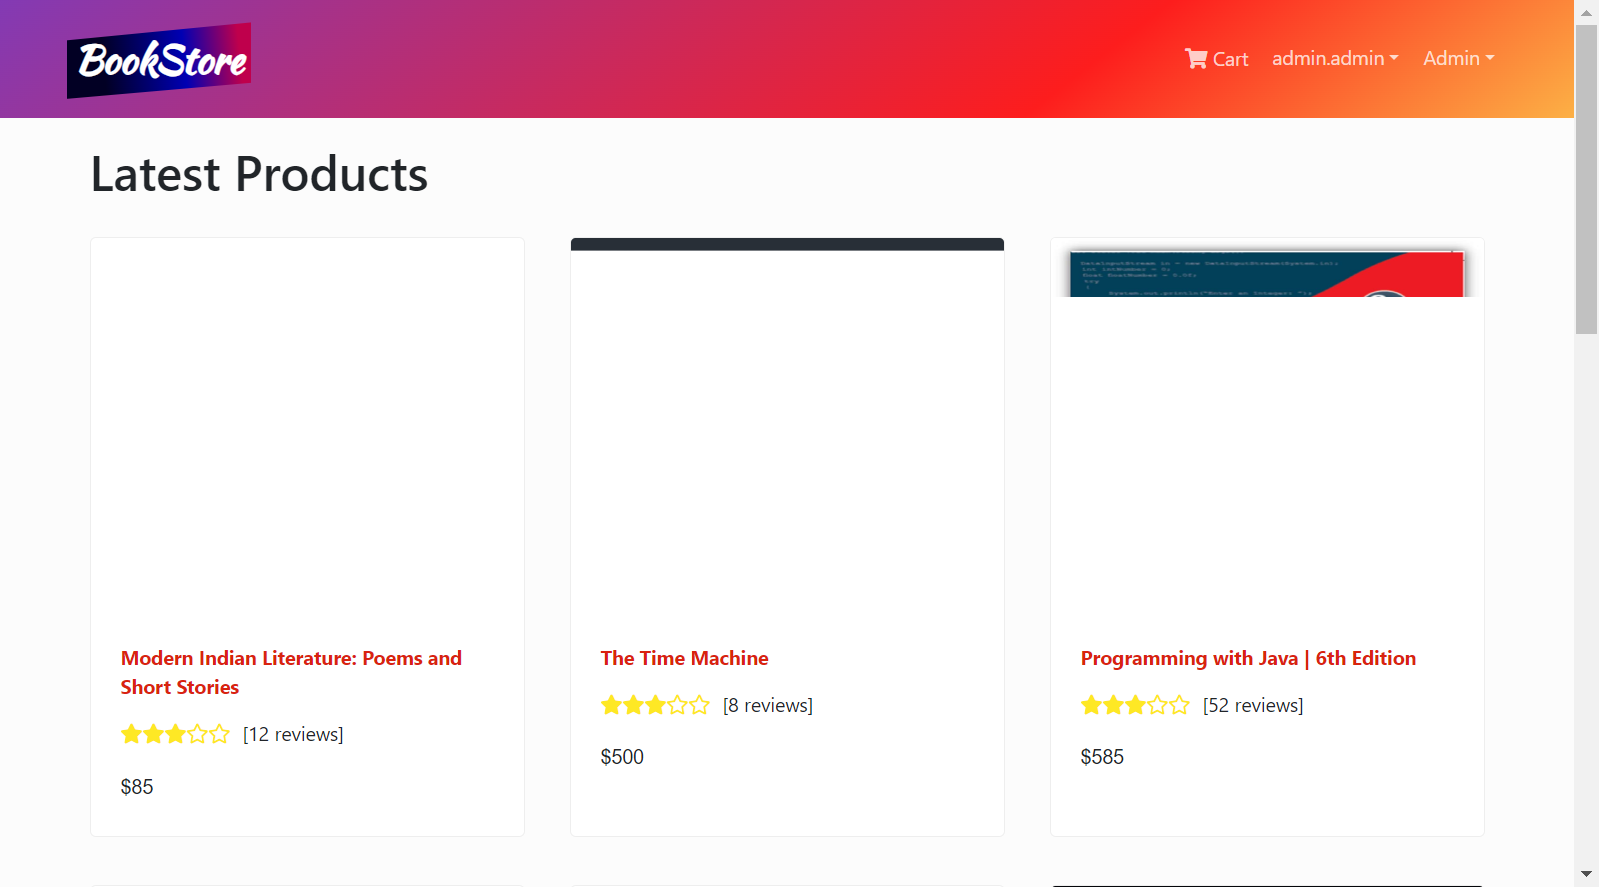 BookStore
Cart admin.admin Admin
Latest Products
Modern Indian Literature: Poems and
Short Stories
[12 reviews]
$85
The Time Machine
[8 reviews]
$500
Programming with Java | 6th Edition
[52 reviews]
$585